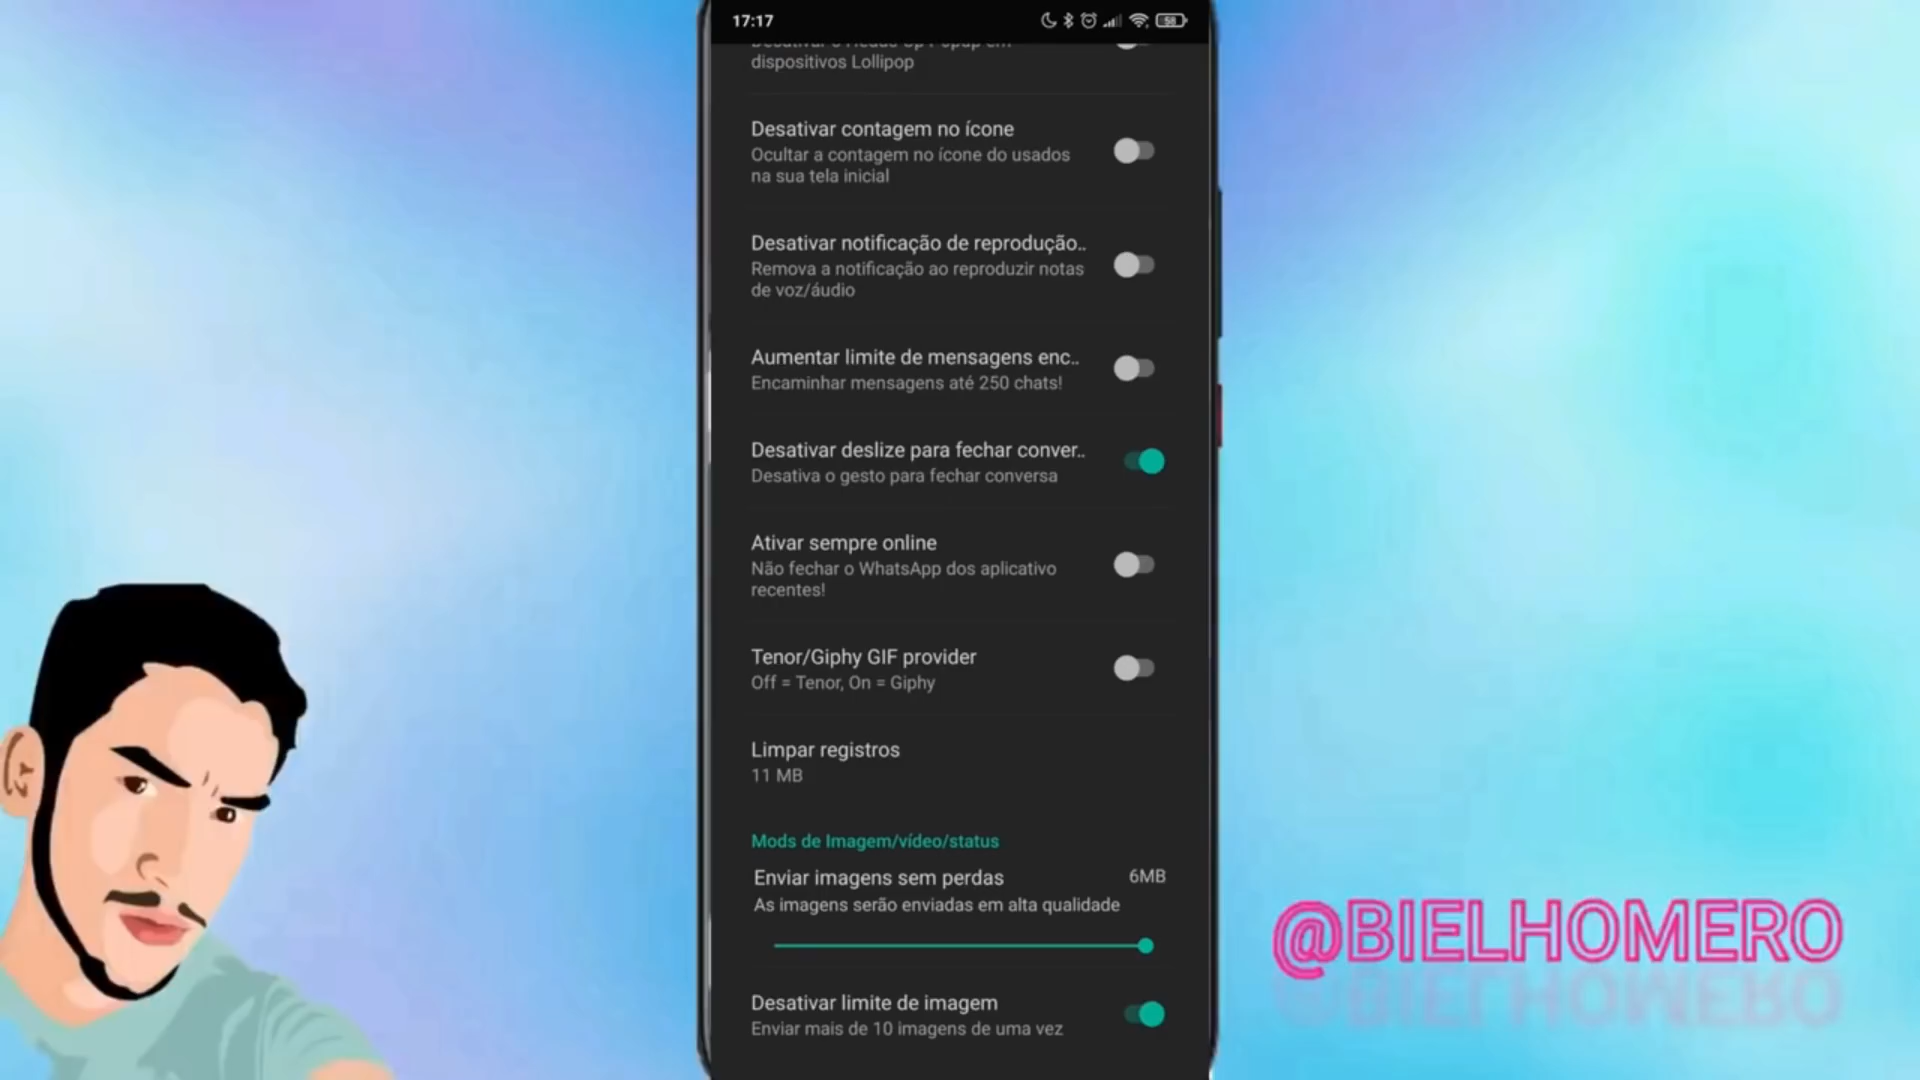 17:17
58
dispositivos Lollipop
Desativar contagem no ícone
Ocultar a contagem no ícone do usados
na sua tela inicial
Desativar notificação de reprodução..
Remova a notificação ao reproduzir notas
de voz/áudio
Aumentar limite de mensagens enc..
Encaminhar mensagens até 250 chats!
Desativar deslize para fechar conver..
Desativa o gesto para fechar conversa
Ativar sempre online
Não fechar o WhatsApp dos aplicativo
recentes!
Tenor/Giphy GIF provider
Off = Tenor, On = Giphy
Limpar registros
11 MB
Mods de Imagem/vídeo/status
Enviar imagens sem perdas
6MB
As imagens serão enviadas em alta qualidade
Desativar limite de imagem
Enviar mais de 10 imagens de uma vez
@BIELHOMERO